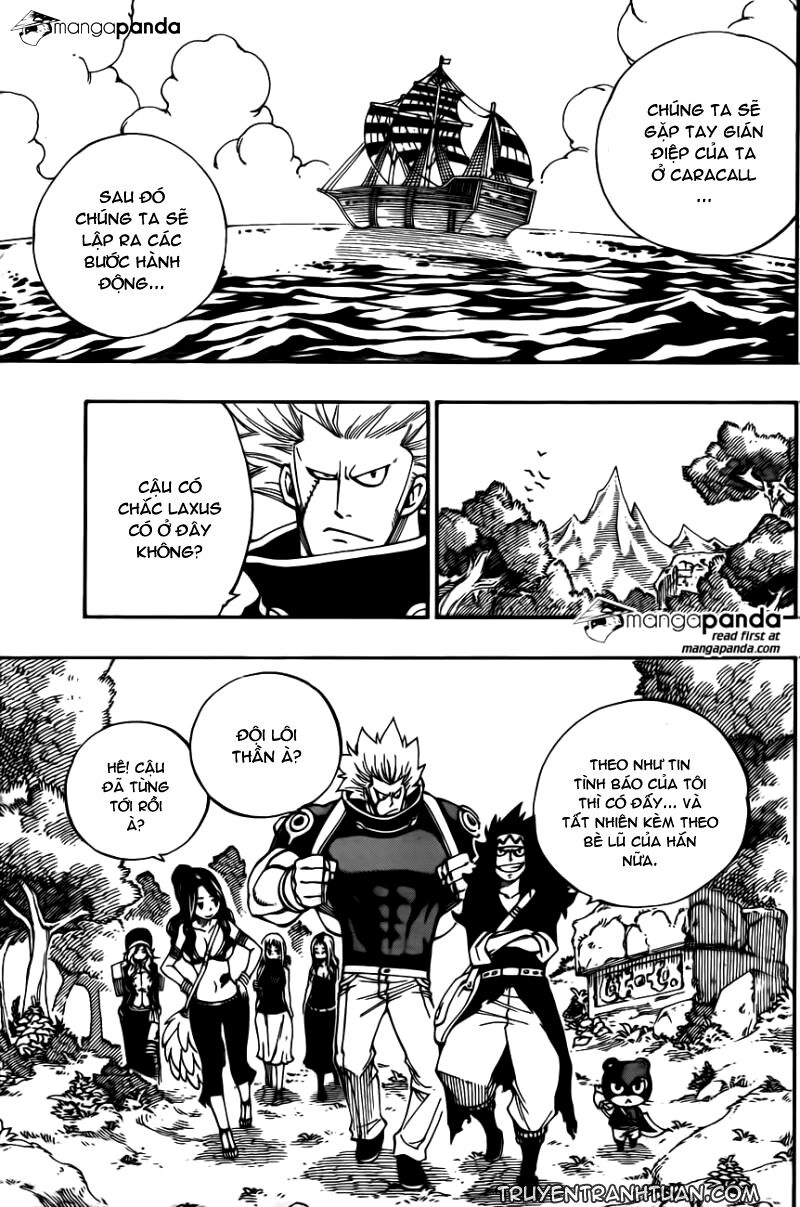 mangapanda
CHÚNG TA SẼ
GẶP TAY GIÁN
ĐIỆP CỦA TA
Ở CARACALL
...
SAU ĐÓ
CHÚNG TA SẼ
LẬP RA CÁC
BƯỚC HÀNH
ĐỘNG...
CẬU CÓ
CHẮC LAXUS
CÓ Ở ĐÂY
KHÔNG?
mangapanda
read first at
mangapanda.com
THEO NHƯ TIN
TÌNH BÁO CỦA TÔI
THÌ CÓ ĐẤY... VÀ
TẤT NHIÊN KÈM THEO
BÈ LŨ CỦA HẮN
NỮA.
ĐỘI LÔI
THẦN À?
HÊ! CẬU
ĐÃ TỪNG
TỚI RỒI
À?
TRUYENTRANHTUAN.COM